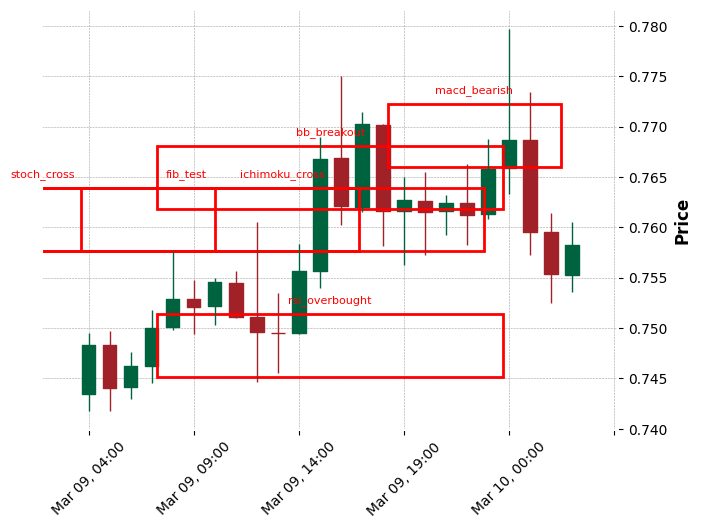 0.780
0.775
macd_bearish
0.770
bb_breakout
stoch_cross
fib_test
ichimoku_cross
0.765
0.760
Price
0.755
rsi_overbought
0.750
0.745
0.740
Mar 09, 04:00
Mar 09, 09:00
Mar 09, 14:00
Mar 09, 19:00
Mar 10, 00:00